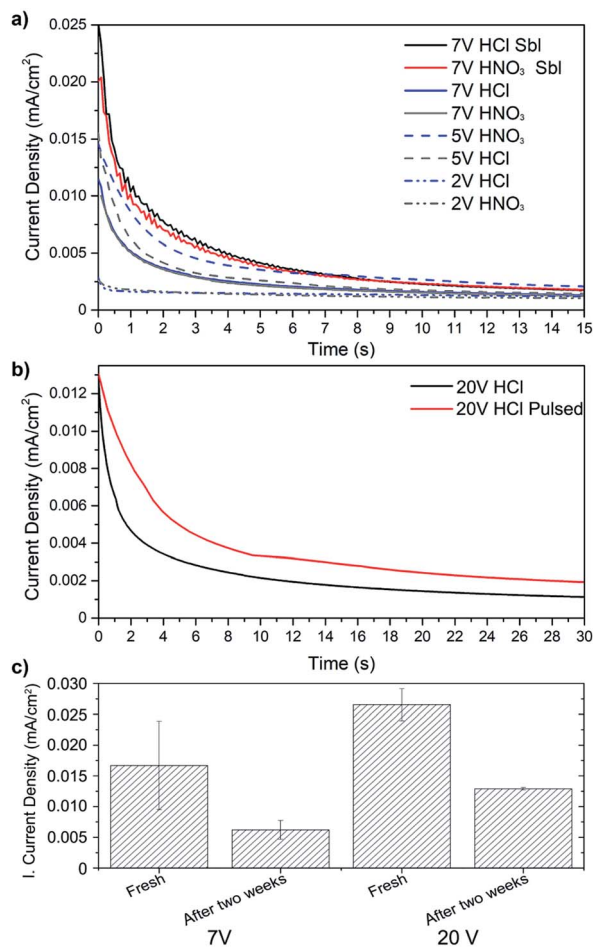 a)
Current Density (mA/cm²)
0.025
0.020
0.015
0.010
0.005
0
7V HCl Sbl
7V HNO₃ Sbl
7V HCl
7V HNO₃
5V HNO₃
5V HCl
2V HCl
2V HNO₃
0 1 2 3 4 5 6 7 8 9 10 11 12 13 14 15
Time (s)
b)
Current Density (mA/cm²)
0.012
0.010
0.008
0.006
0.004
0.002
0
20V HCl
20V HCl Pulsed
0 2 4 6 8 10 12 14 16 18 20 22 24 26 28 30
Time (s)
c)
I. Current Density (mA/cm²)
0.030
0.025
0.020
0.015
0.010
0.005
0
Fresh
After two weeks
Fresh
After two weeks
7V
20 V